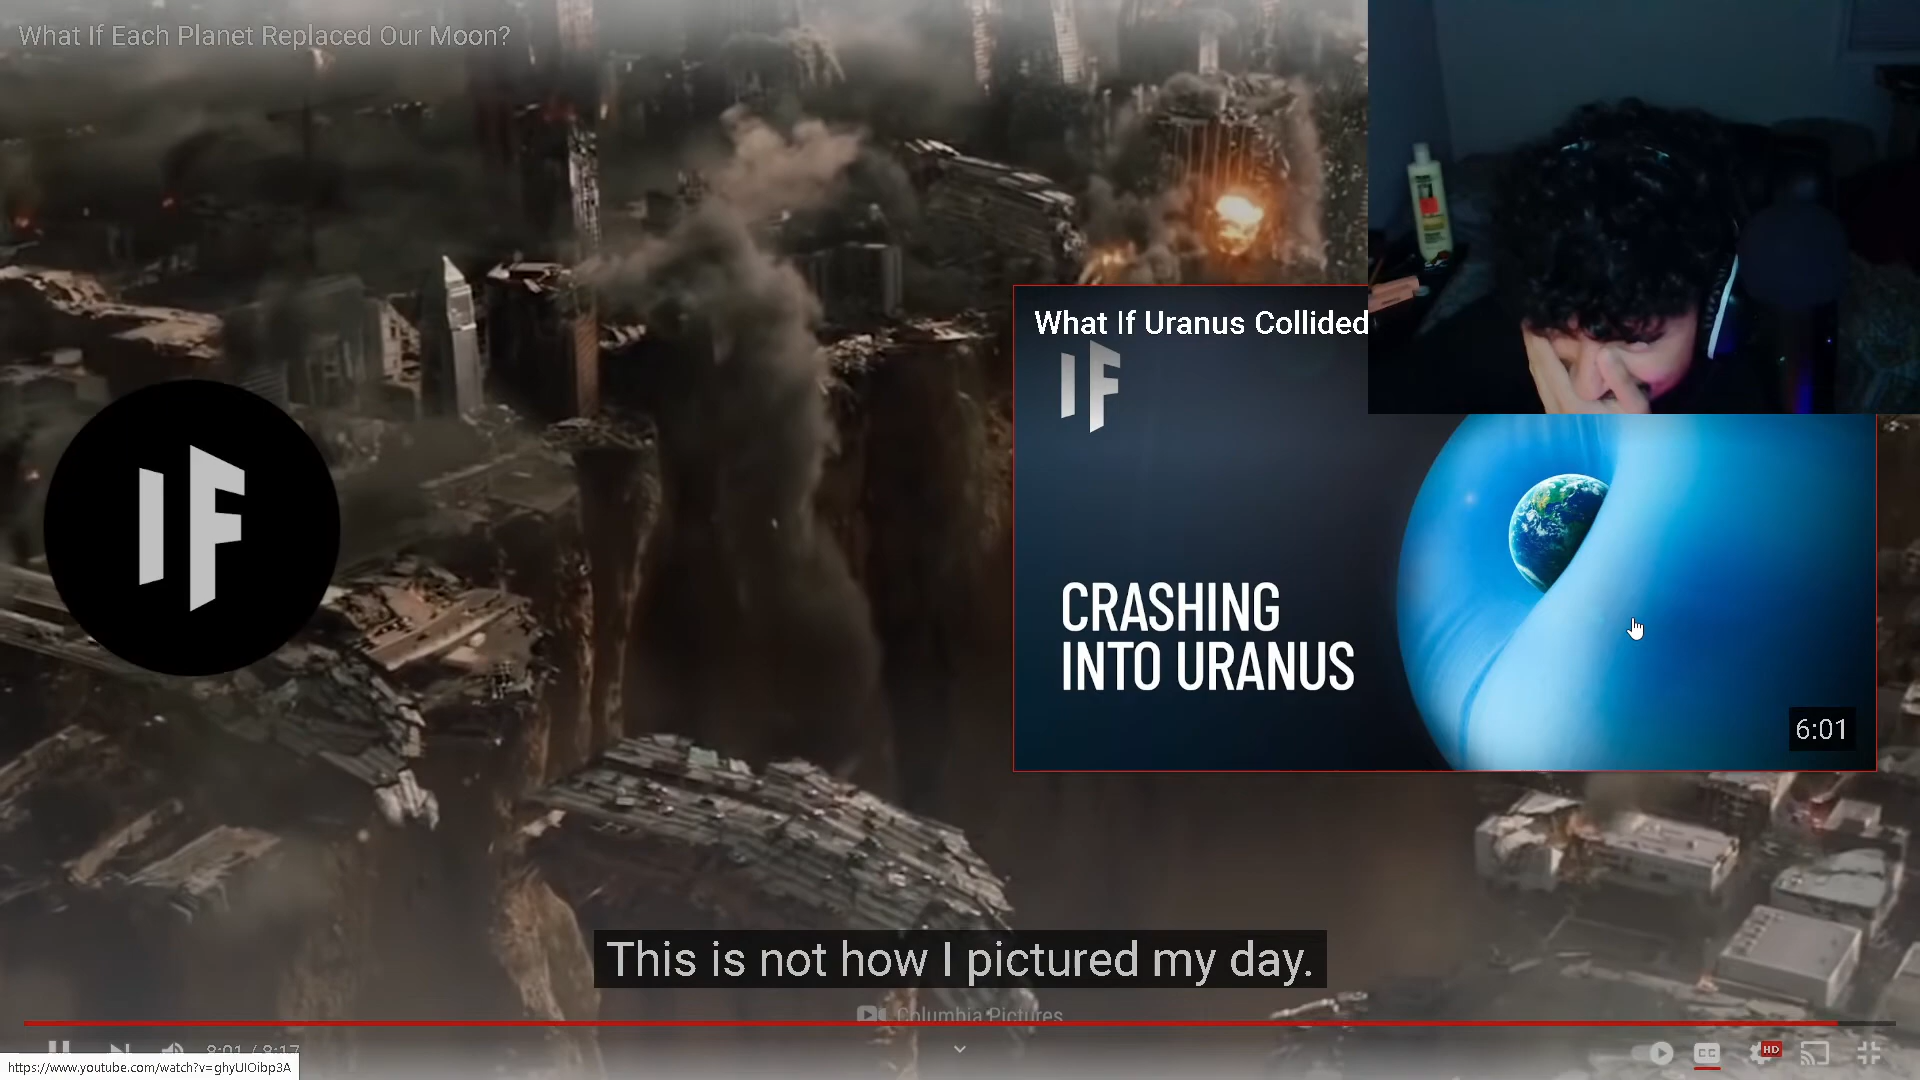 What If Each Planet Replaced Our Moon?
What If Uranus Collided
IF
IF
CRASHING
INTO URANUS
6:01
This is not how I pictured my day.
Columbia Pictures
8:01 / 8:17
CC
HD
https://www.youtube.com/watch?v=ghyUIOibp3A